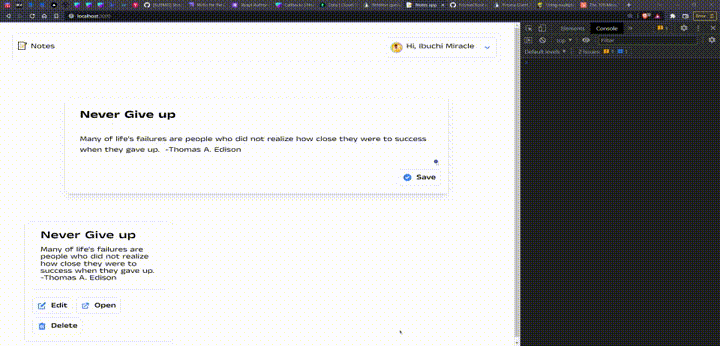 localhost:3000
Notes
Hi, Ibuchi Miracle
Never Give up
Many of life's failures are people who did not realize how close they were to success
when they gave up. -Thomas A. Edison
Save
Never Give up
Many of life's failures are
people who did not realize
how close they were to
success when they gave up.
-Thomas A. Edison
Edit
Open
Delete
Elements
Console
top
Filter
Default levels
2 Issues